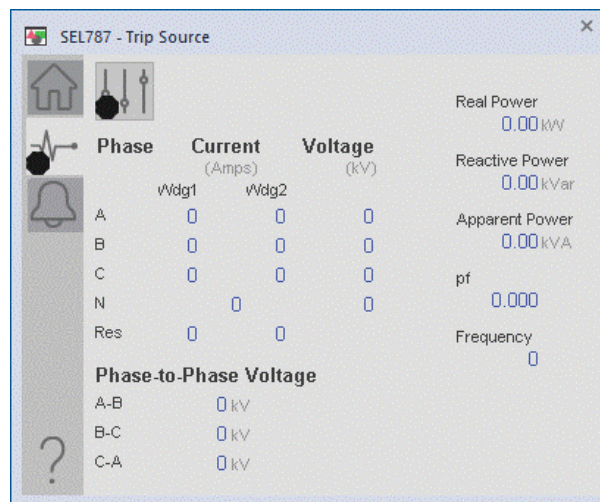 SEL787 - Trip Source
Real Power
0.00 kW
Phase Current Voltage
(Amps) (kV)
Reactive Power
0.00 kVar
Wdg1 Wdg2
A 0 0 0
Apparent Power
B 0 0 0
0.00 kVA
C 0 0 0
pf
N 0 0
0.000
Res 0 0
Frequency
0
Phase-to-Phase Voltage
A-B 0 kV
B-C 0 kV
C-A 0 kV
?